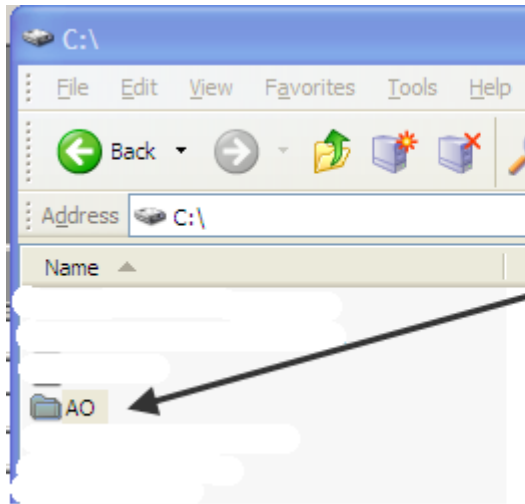 C:\
File Edit View Favorites Tools Help
Back
Address C:\
Name
AO